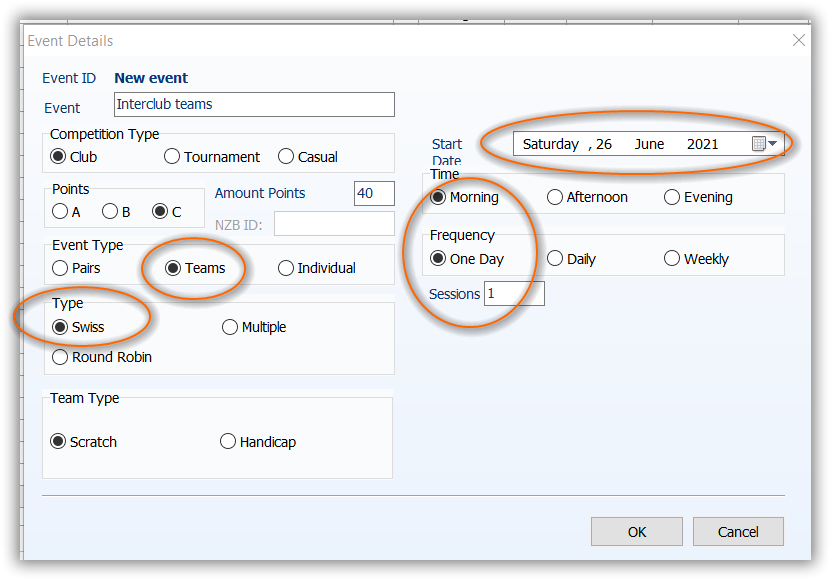 Event Details
Event ID New event
Event Interclub teams
Competition Type
Club Tournament Casual
Points
A B C
Amount Points 40
NZB ID:
Event Type
Pairs Teams Individual
Type
Swiss Multiple
Round Robin
Team Type
Scratch Handicap
Start
Date
Saturday , 26 June 2021
Time
Morning Afternoon Evening
Frequency
One Day Daily Weekly
Sessions 1
OK Cancel